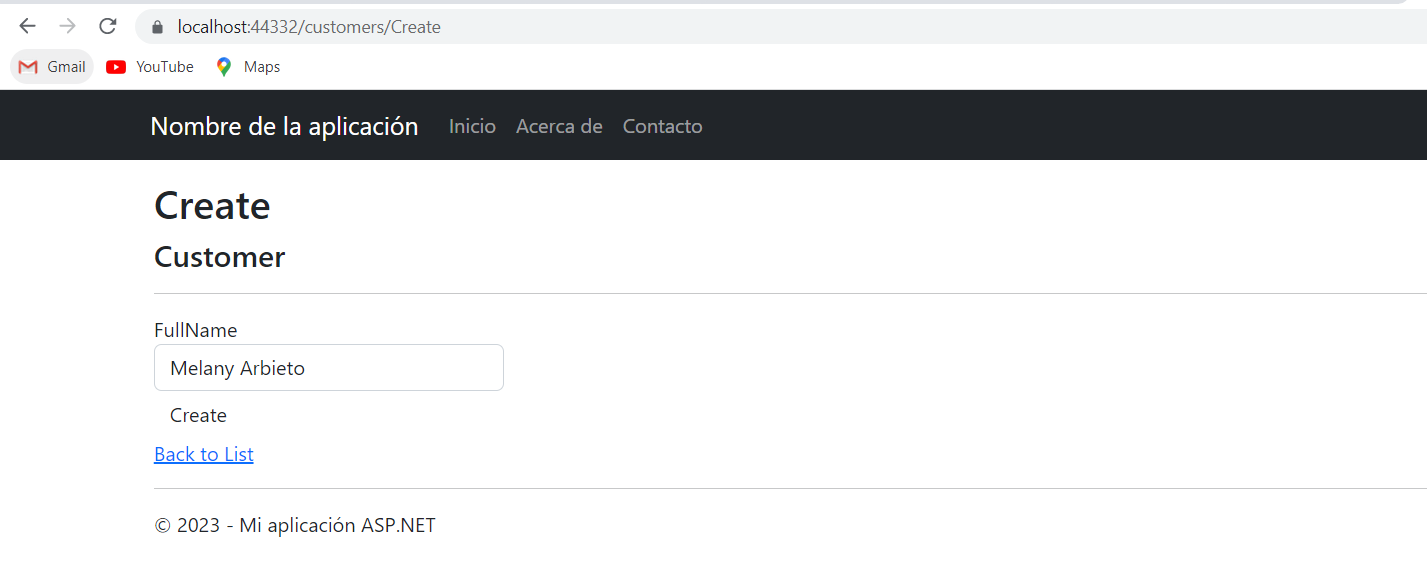 localhost:44332/customers/Create
Gmail YouTube Maps
Nombre de la aplicación Inicio Acerca de Contacto
Create
Customer
FullName
Melany Arbieto
Create
Back to List
© 2023 - Mi aplicación ASP.NET